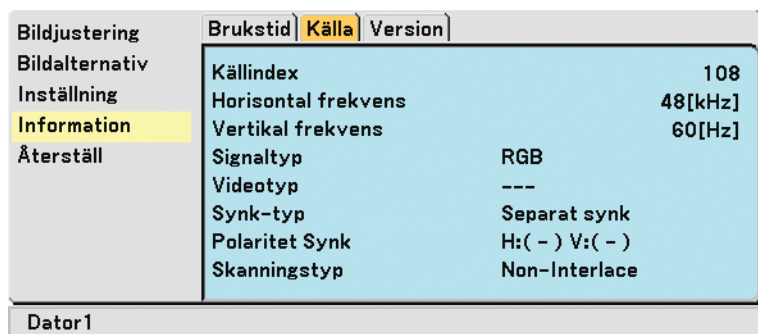 Bildjustering
Bildalternativ
Inställning
Information
Återställ
Brukstid Källa Version
Källindex 108
Horisontal frekvens 48[kHz]
Vertikal frekvens 60[Hz]
Signaltyp RGB
Videotyp ---
Synk-typ Separat synk
Polaritet Synk H:( - ) V:( - )
Skanningstyp Non-Interlace
Dator1